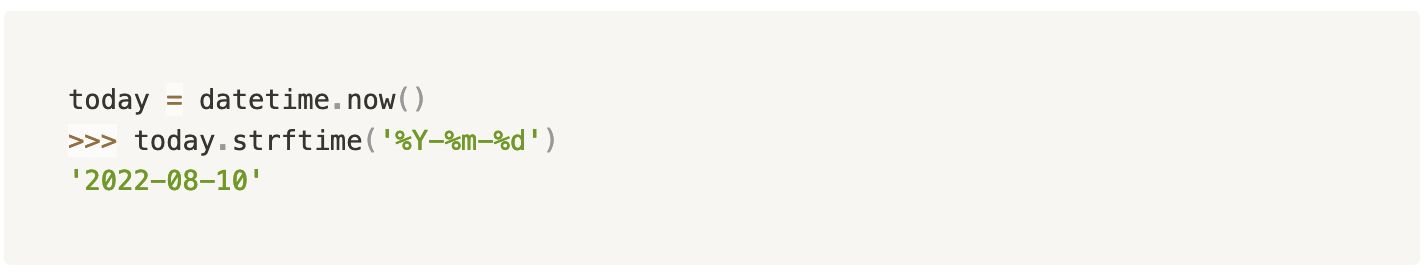 today = datetime.now()
>>> today.strftime('%Y-%m-%d')
'2022-08-10'